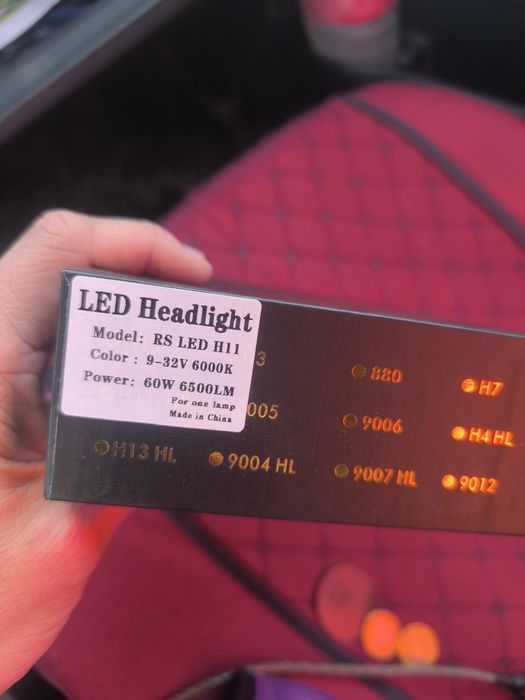 LED Headlight
Model: RS LED H11
Color : 9-32V 6000K
Power: 60W 6500LM
For one lamp
Made in China
3
880
H7
005
9006
H4 HL
H13 HL
9004 HL
9007 HL
9012